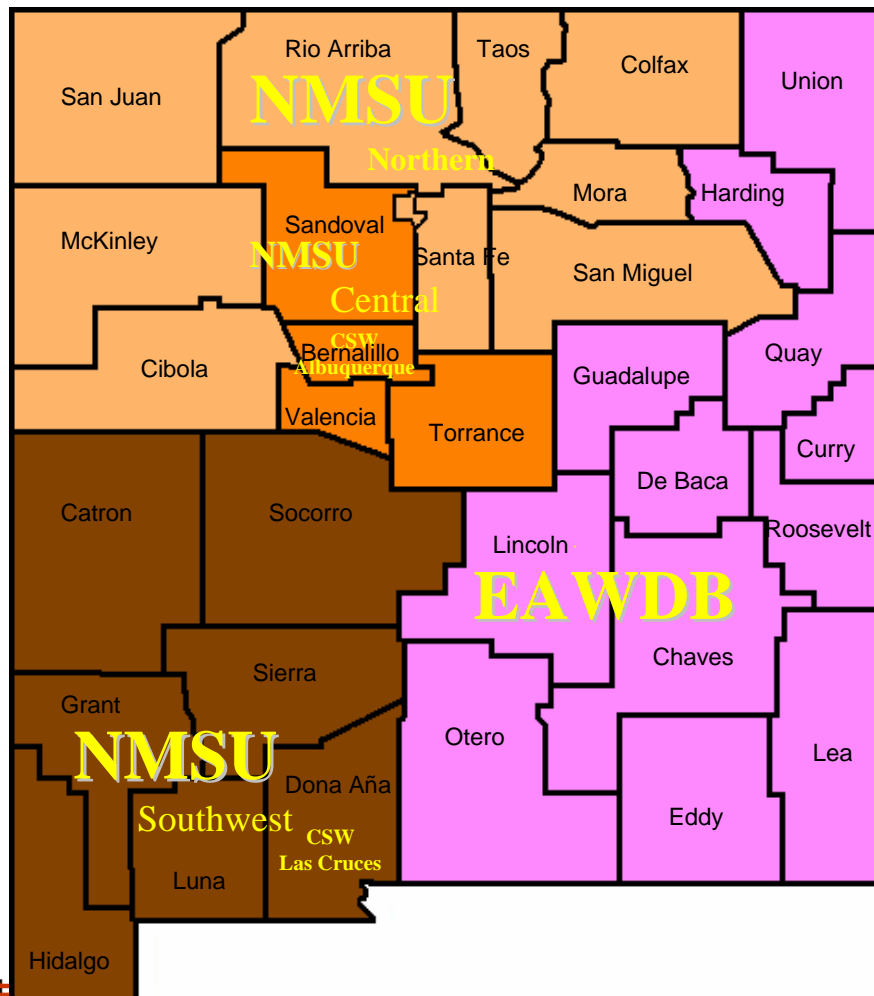 Rio Arriba
Taos
Colfax
Union
San Juan
NMSU
Northern
Mora
Harding
McKinley
Sandoval
NMSU
Santa Fe
San Miguel
Central
CSW
Bernalillo
Albuquerque
Cibola
Quay
Guadalupe
Valencia
Torrance
Curry
De Baca
Catron
Socorro
Roosevelt
Lincoln
EAWDB
Chaves
Sierra
Grant
NMSU
Otero
Lea
Dona Aña
Southwest
CSW
Las Cruces
Eddy
Luna
Hidalgo